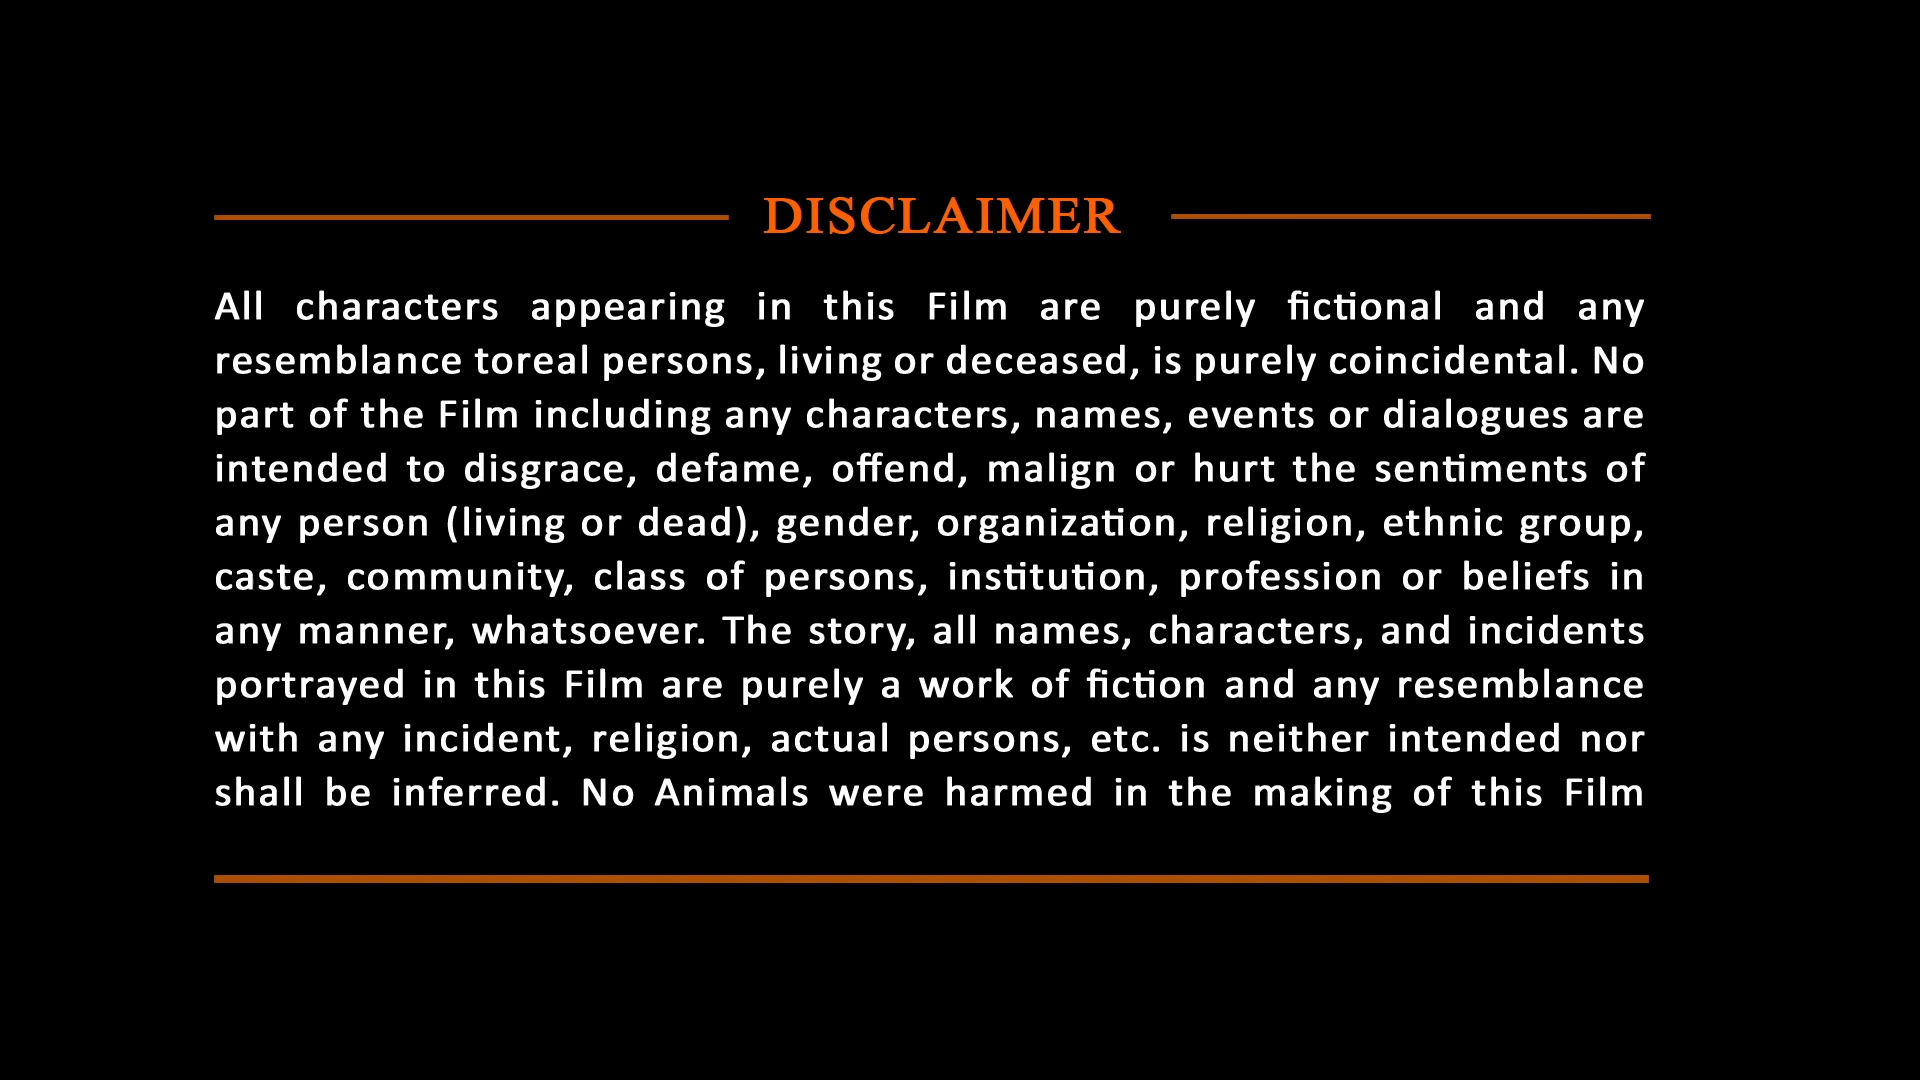 DISCLAIMER
All characters appearing in this Film are purely fictional and any
resemblance toreal persons, living or deceased, is purely coincidental. No
part of the Film including any characters, names, events or dialogues are
intended to disgrace, defame, offend, malign or hurt the sentiments of
any person (living or dead), gender, organization, religion, ethnic group,
caste, community, class of persons, institution, profession or beliefs in
any manner, whatsoever. The story, all names, characters, and incidents
portrayed in this Film are purely a work of fiction and any resemblance
with any incident, religion, actual persons, etc. is neither intended nor
shall be inferred. No Animals were harmed in the making of this Film